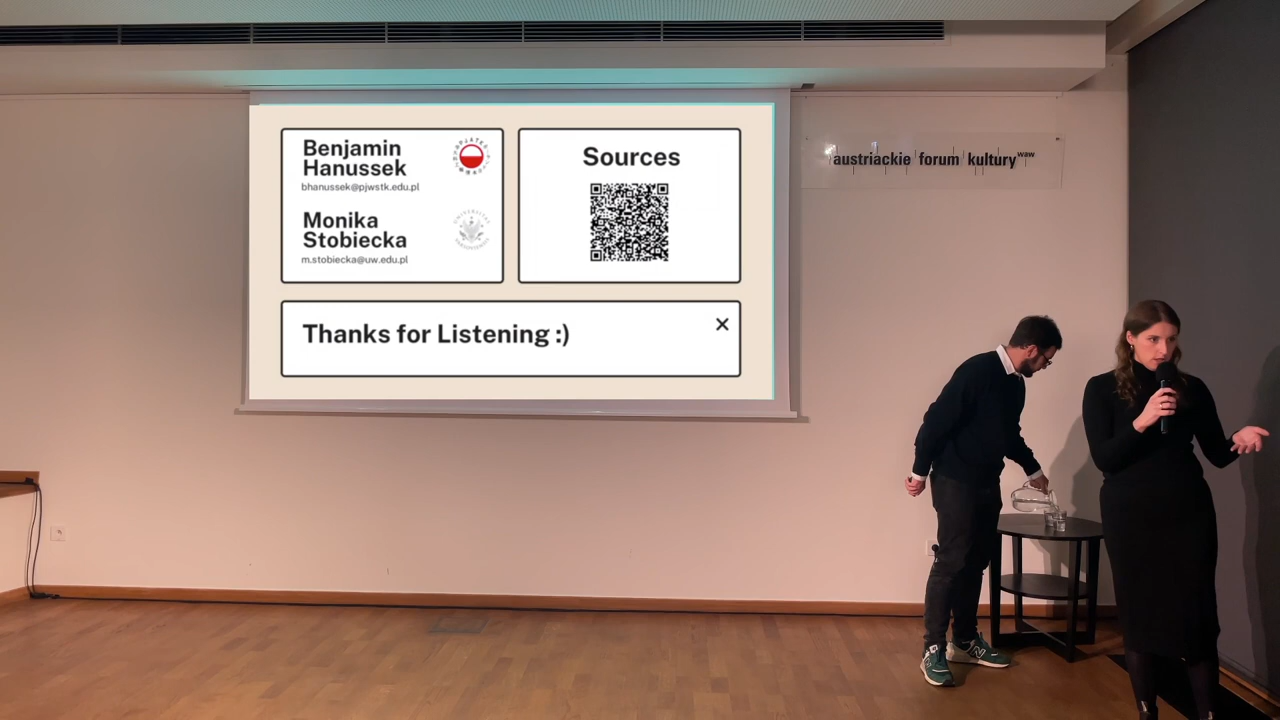 Benjamin
Hanussek
bhanussek@pjwstk.edu.pl
Monika
Stobiecka
m.stobiecka@uw.edu.pl
Sources
Thanks for Listening :)
×
austriackie forum kultury waw
N